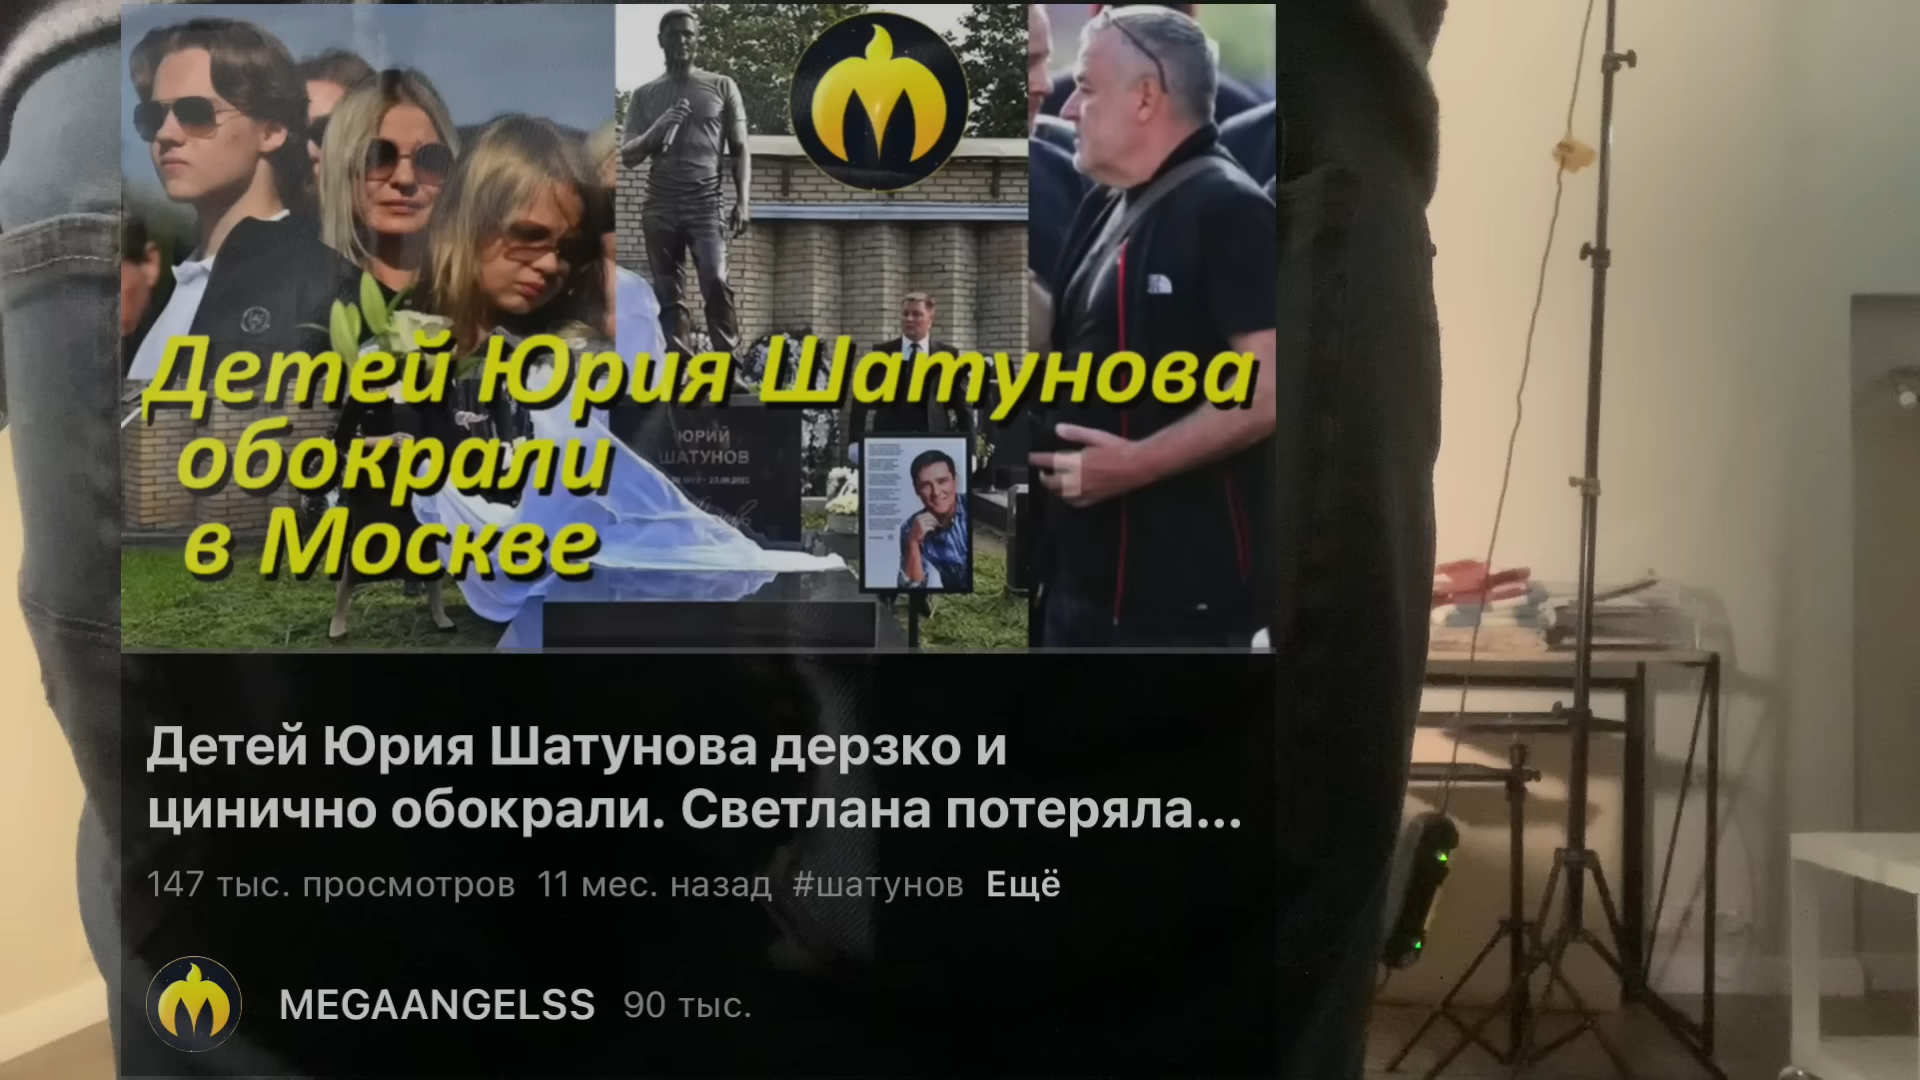 Детей Юрия Шатунова
обокрали
в Москве
ЮРИЙ
ШАТУНОВ
Детей Юрия Шатунова дерзко и
цинично обокрали. Светлана потеряла...
147 тыс. просмотров 11 мес. назад #шатунов Ещё
MEGAANGELSS 90 тыс.